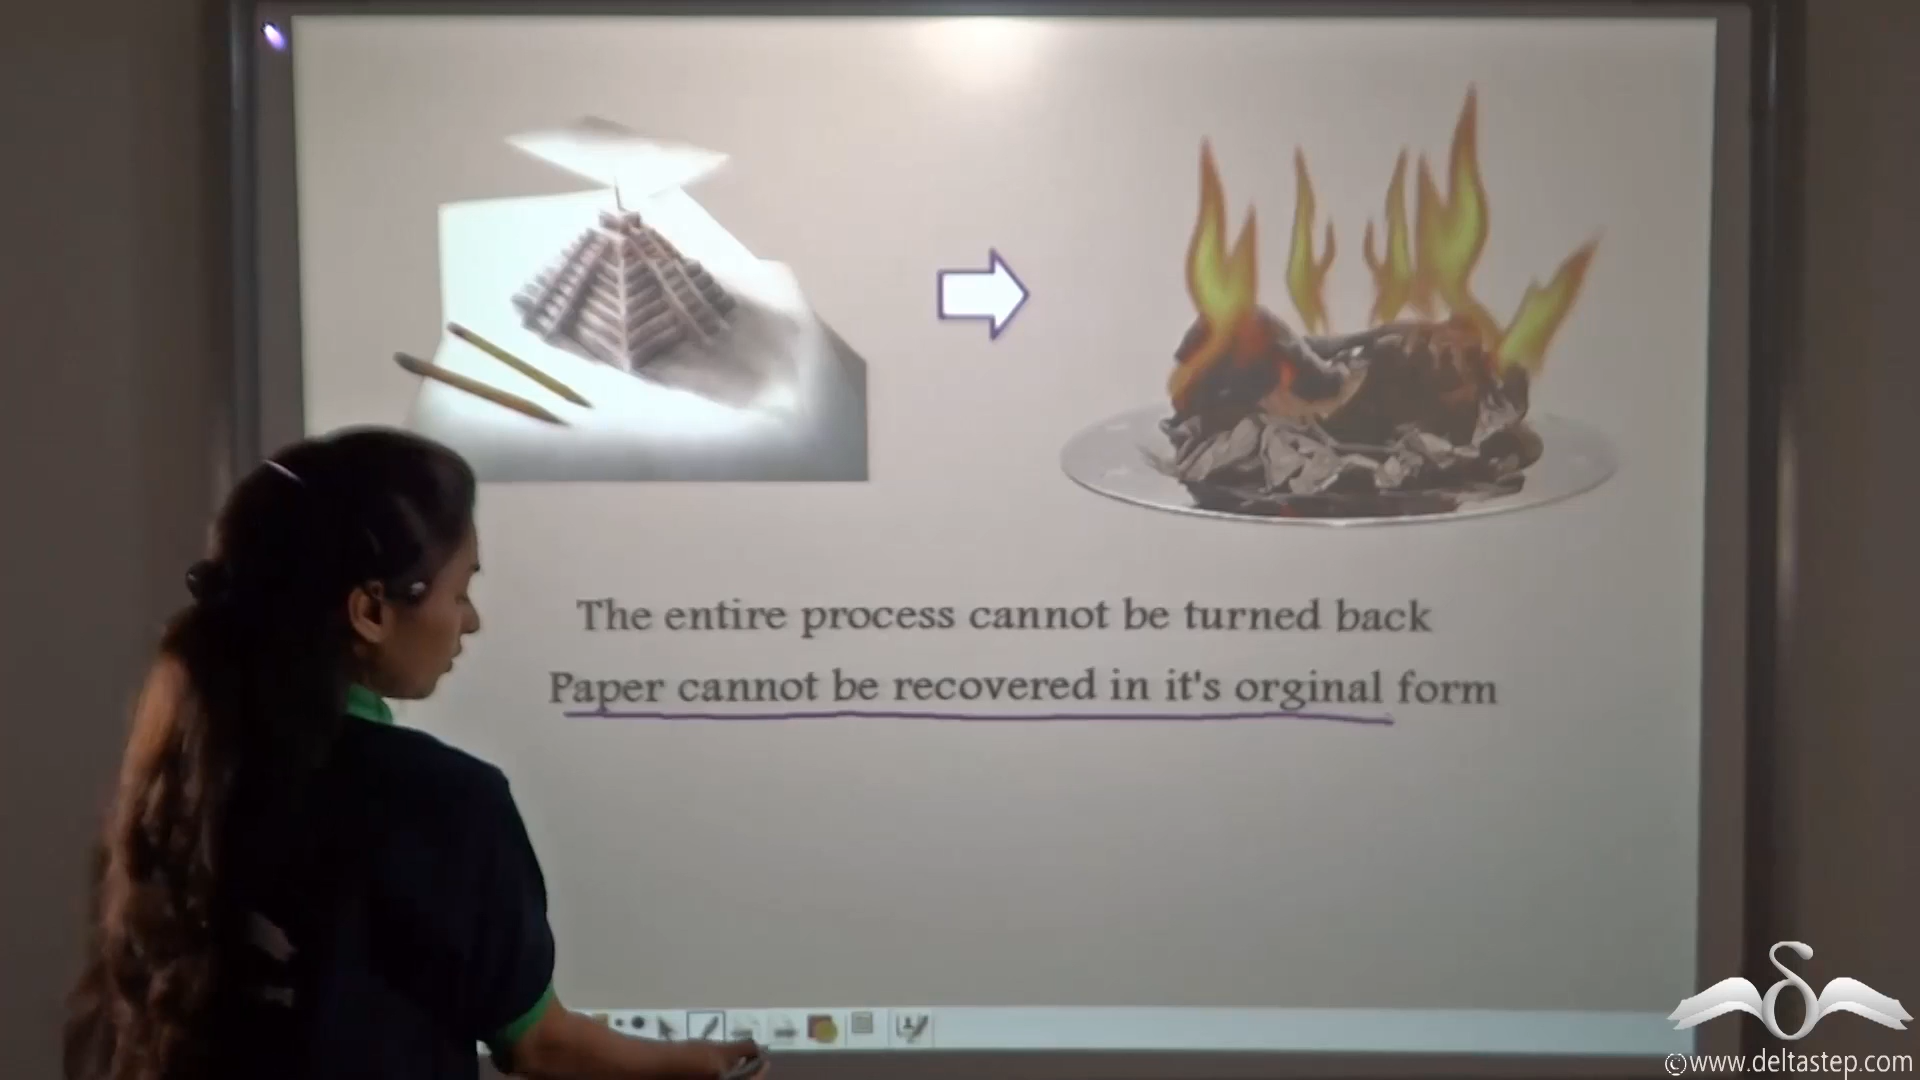 The entire process cannot be turned back
Paper cannot be recovered in it's orginal form
©www.deltastep.com